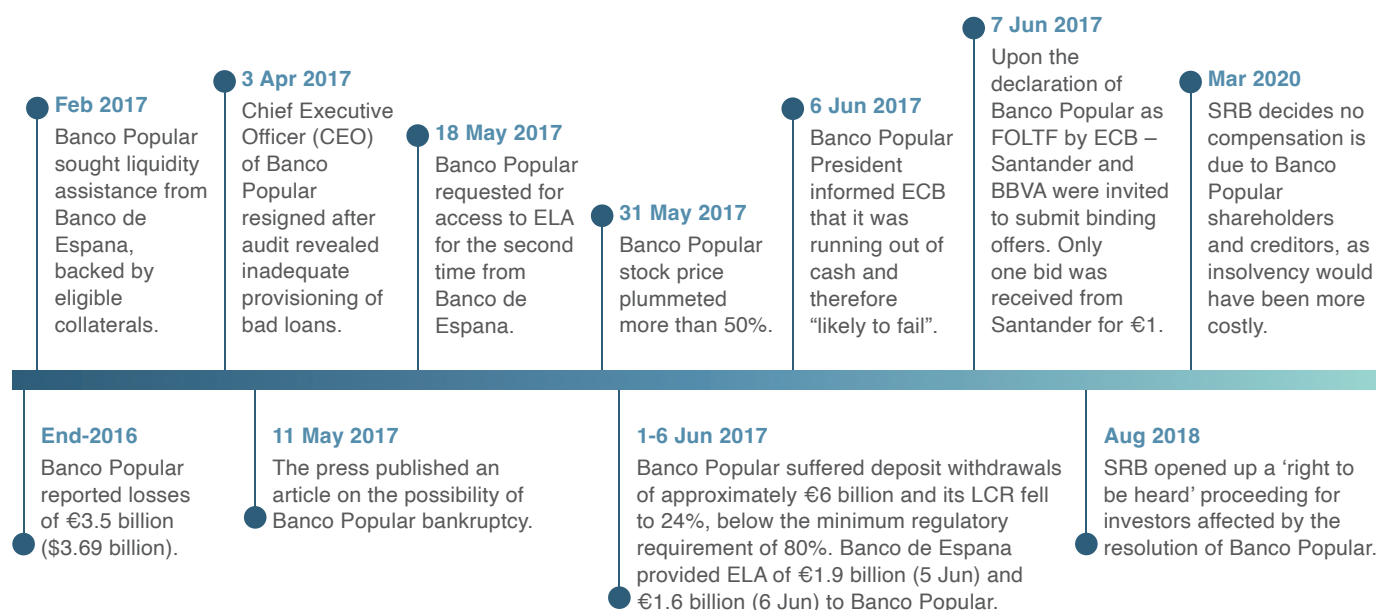 7 Jun 2017
Upon the
declaration of
Banco Popular as
FOLTF by ECB –
Santander and
BBVA were invited
to submit binding
offers. Only
one bid was
received from
Santander for €1.
3 Apr 2017
Chief Executive
Officer (CEO)
of Banco
Popular
resigned after
audit revealed
inadequate
provisioning of
bad loans.
Mar 2020
SRB decides no
compensation is
due to Banco
Popular
shareholders
and creditors, as
insolvency would
have been more
costly.
Feb 2017
Banco Popular
sought liquidity
assistance from
Banco de
Espana,
backed by
eligible
collaterals.
6 Jun 2017
Banco Popular
President
informed ECB
that it was
running out of
cash and
therefore
“likely to fail”.
18 May 2017
Banco Popular
requested for
access to ELA
for the second
time from
Banco de
Espana.
31 May 2017
Banco Popular
stock price
plummeted
more than 50%.
End-2016
Banco Popular
reported losses
of €3.5 billion
($3.69 billion).
11 May 2017
The press published an
article on the possibility of
Banco Popular bankruptcy.
1-6 Jun 2017
Banco Popular suffered deposit withdrawals
of approximately €6 billion and its LCR fell
to 24%, below the minimum regulatory
requirement of 80%. Banco de Espana
provided ELA of €1.9 billion (5 Jun) and
€1.6 billion (6 Jun) to Banco Popular.
Aug 2018
SRB opened up a ‘right to
be heard’ proceeding for
investors affected by the
resolution of Banco Popular.